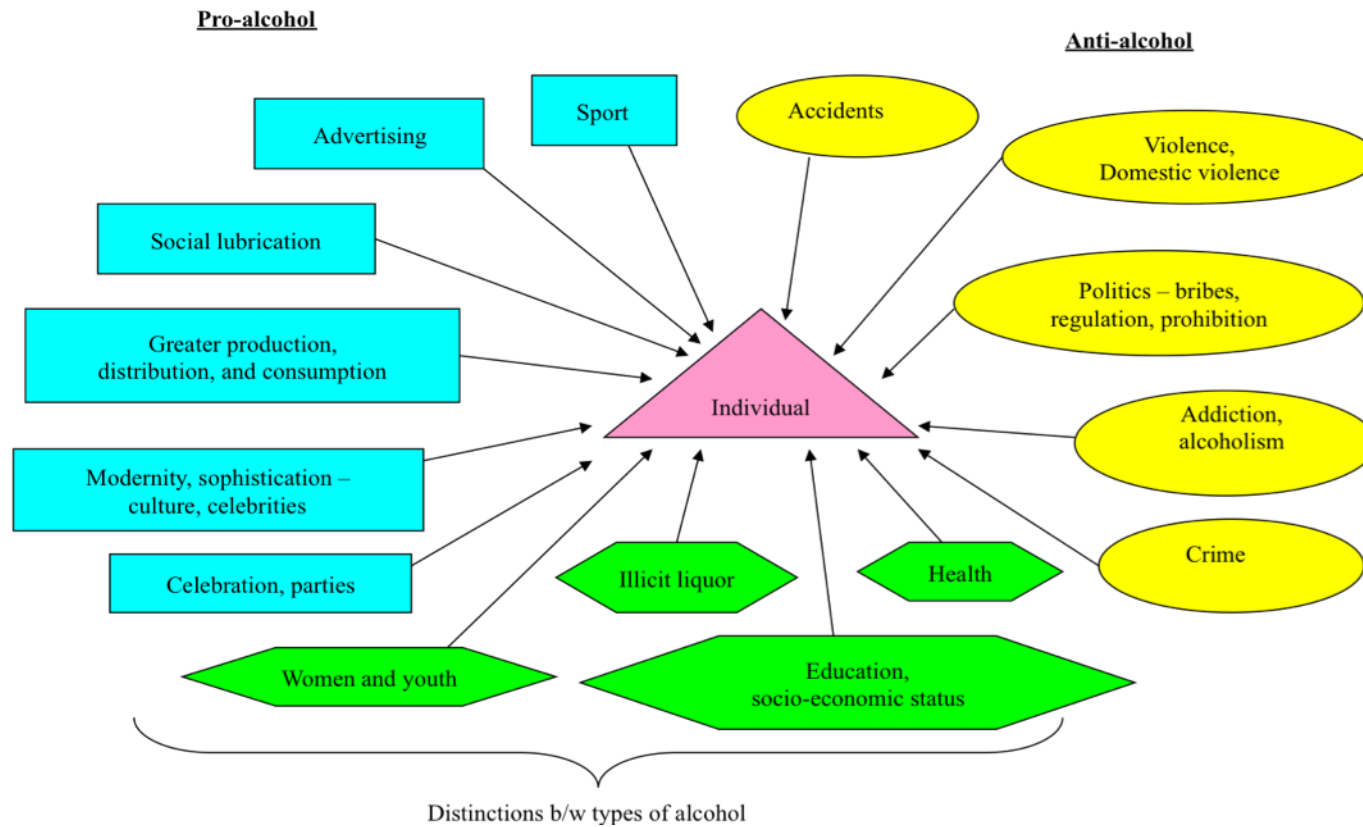 Pro-alcohol
Anti-alcohol
Sport
Accidents
Advertising
Violence,
Domestic violence
Social lubrication
Politics – bribes,
regulation, prohibition
Greater production,
distribution, and consumption
Individual
Addiction,
alcoholism
Modernity, sophistication –
culture, celebrities
Crime
Illicit liquor
Health
Celebration, parties
Women and youth
Education,
socio-economic status
Distinctions b/w types of alcohol